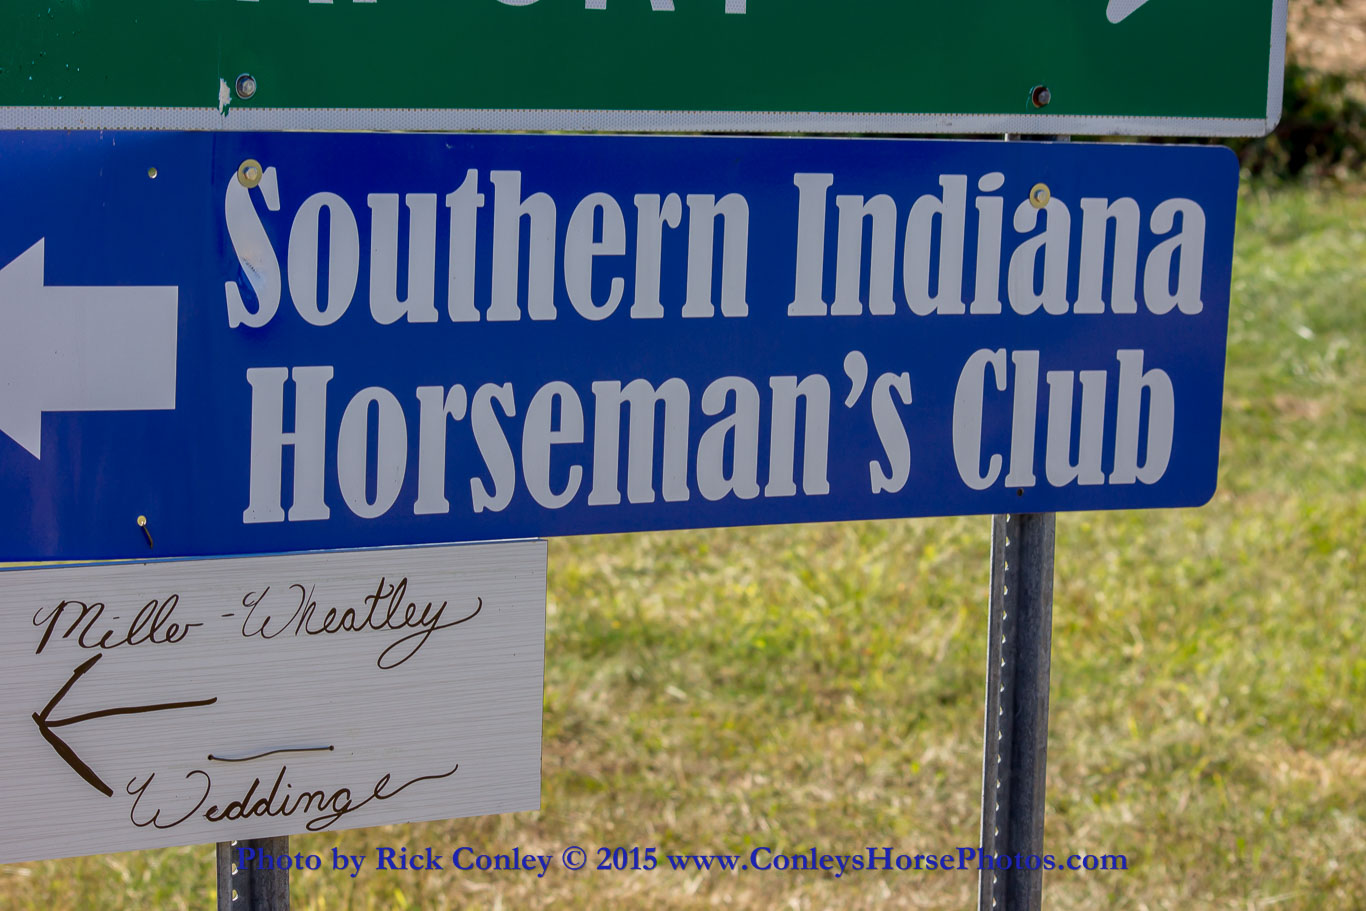 Southern Indiana
Horseman's Club
Miller-Wheatley
Wedding
Photo by Rick Conley © 2015 www.ConleysHorsePhotos.com